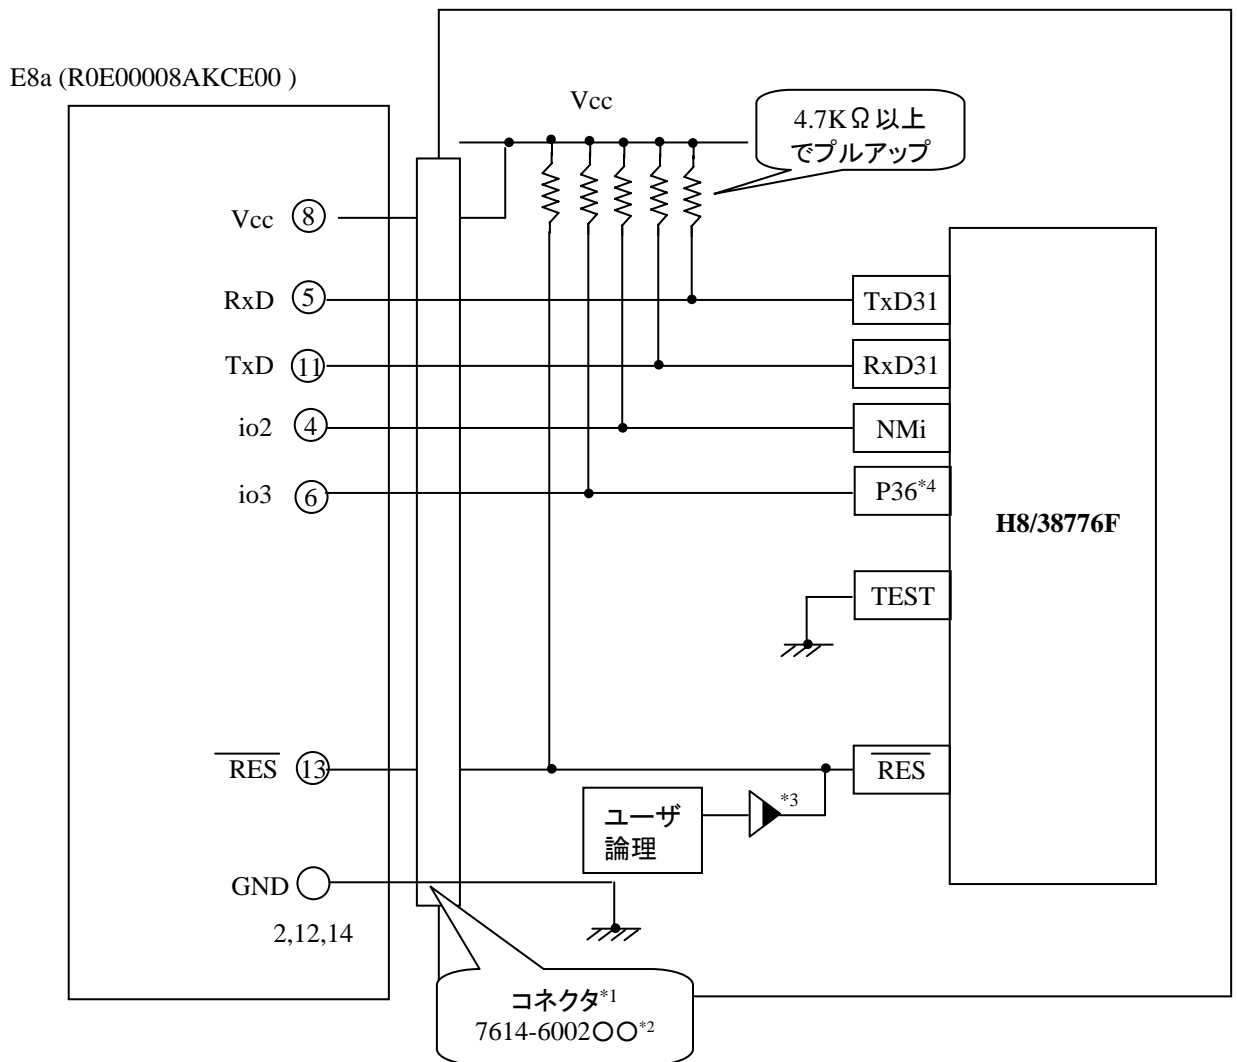 E8a (R0E00008AKCE00 )
Vcc
4.7KΩ以上
でプルアップ
Vcc 8
RxD 5
TxD31
TxD 11
RxD31
io2 4
NMi
io3 6
P36*4
H8/38776F
TEST
RES 13
RES
ユーザ
論理
*3
GND
2,12,14
コネクタ*1
7614-6002〇〇*2